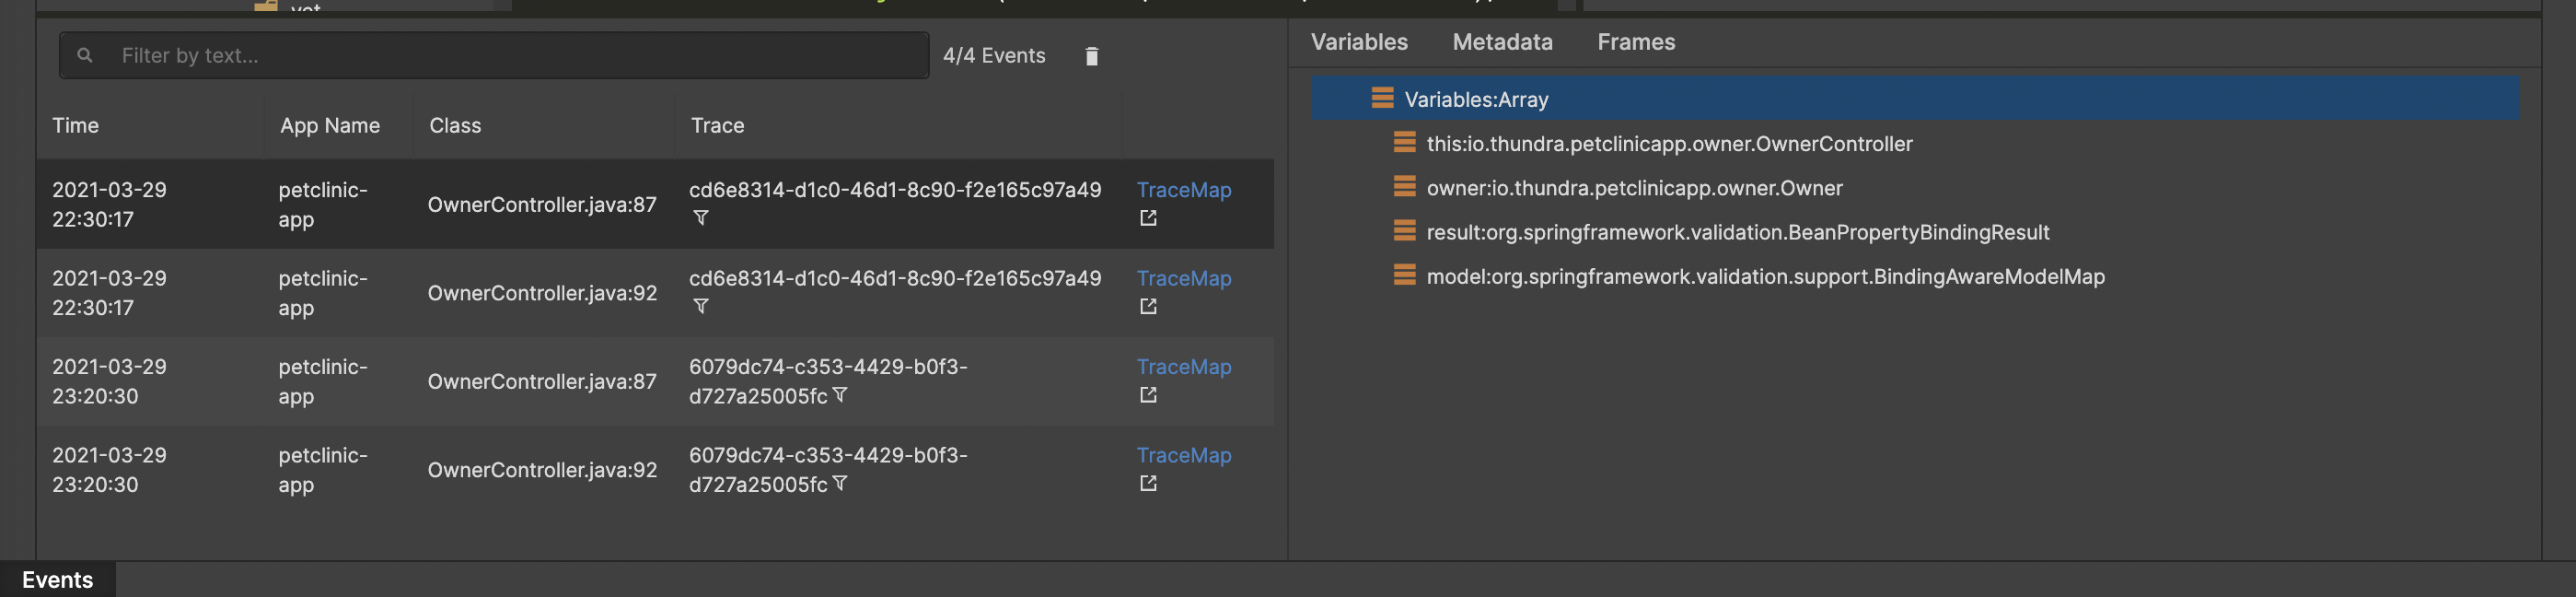 vet
Filter by text...
4/4 Events
Time App Name Class Trace
2021-03-29 22:30:17
petclinic-app
OwnerController.java:87
cd6e8314-d1c0-46d1-8c90-f2e165c97a49
TraceMap
2021-03-29 22:30:17
petclinic-app
OwnerController.java:92
cd6e8314-d1c0-46d1-8c90-f2e165c97a49
TraceMap
2021-03-29 23:20:30
petclinic-app
OwnerController.java:87
6079dc74-c353-4429-b0f3-d727a25005fc
TraceMap
2021-03-29 23:20:30
petclinic-app
OwnerController.java:92
6079dc74-c353-4429-b0f3-d727a25005fc
TraceMap
Variables Metadata Frames
Variables:Array
this:io.thundra.petclinicapp.owner.OwnerController
owner:io.thundra.petclinicapp.owner.Owner
result:org.springframework.validation.BeanPropertyBindingResult
model:org.springframework.validation.support.BindingAwareModelMap
Events